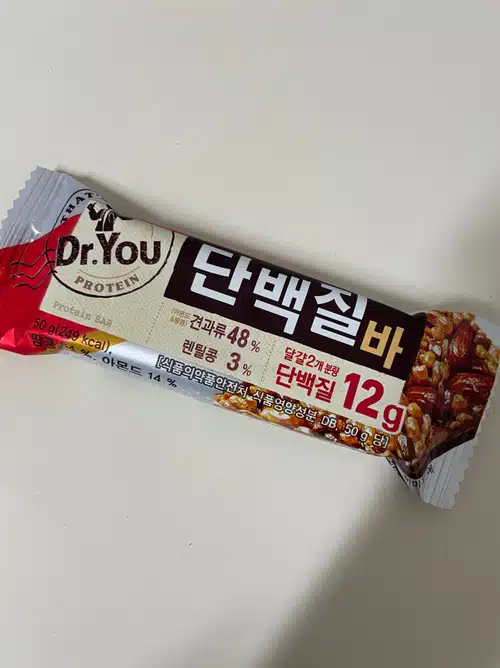 THAT
Dr.You
PROTEIN
Protein BAR
50 g(249 kcal)
단백질바
견과류 48 %
렌틸콩 3 %
달걀2개 분량
단백질 12g
아몬드 14 %
[식품의약품안전처 식품영양성분 DB, 50 g 당]